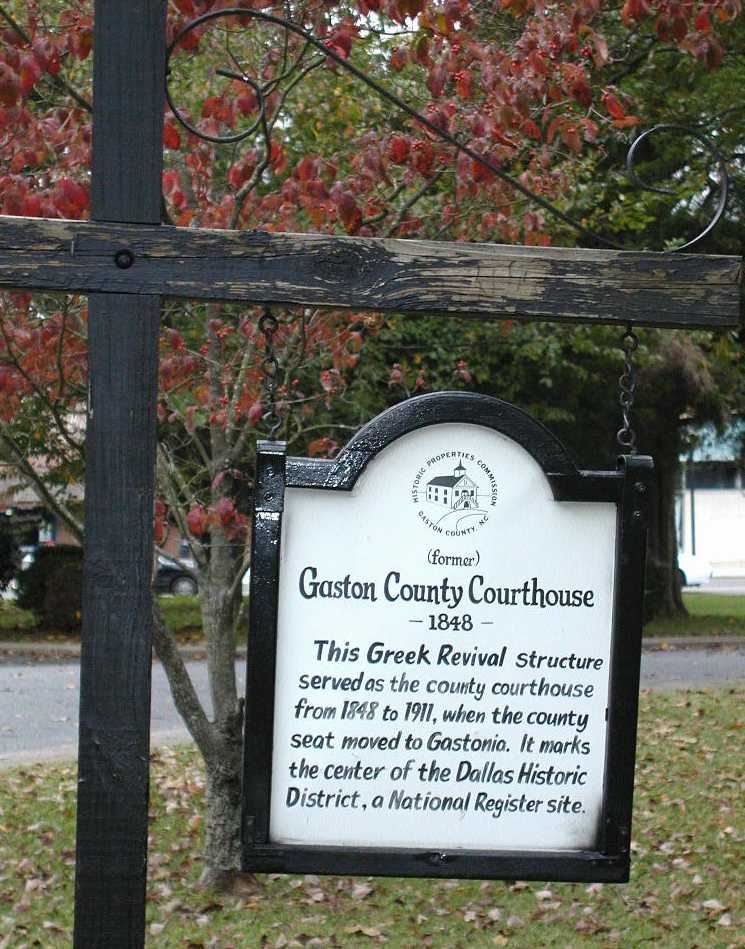 HISTORIC PROPERTIES COMMISSION
GASTON COUNTY, NC
(former)
Gaston County Courthouse
– 1848 –
This Greek Revival structure
served as the county courthouse
from 1848 to 1911, when the county
seat moved to Gastonia. It marks
the center of the Dallas Historic
District, a National Register site.